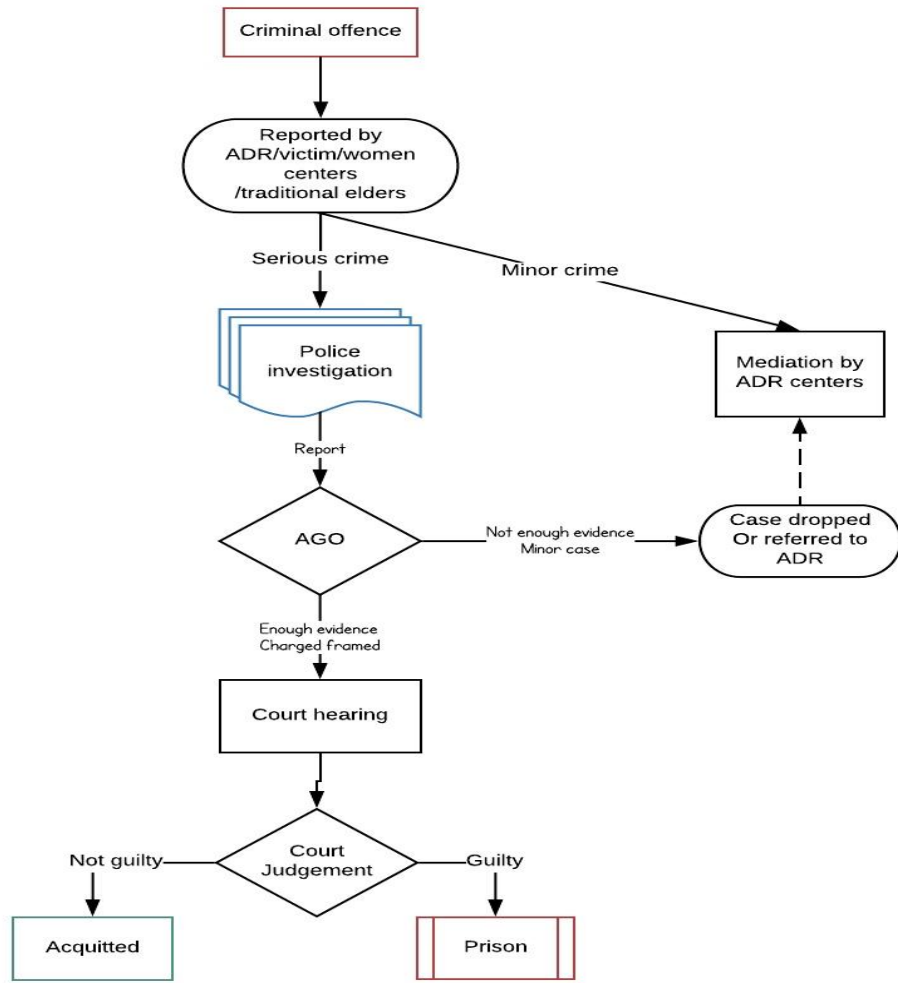 Criminal offence
Reported by
ADR/victim/women
centers
/traditional elders
Serious crime
Minor crime
Police
investigation
Mediation by
ADR centers
Report
AGO
Not enough evidence
Minor case
Case dropped
Or referred to
ADR
Enough evidence
Charged framed
Court hearing
Court
Judgement
Not guilty
Guilty
Acquitted
Prison